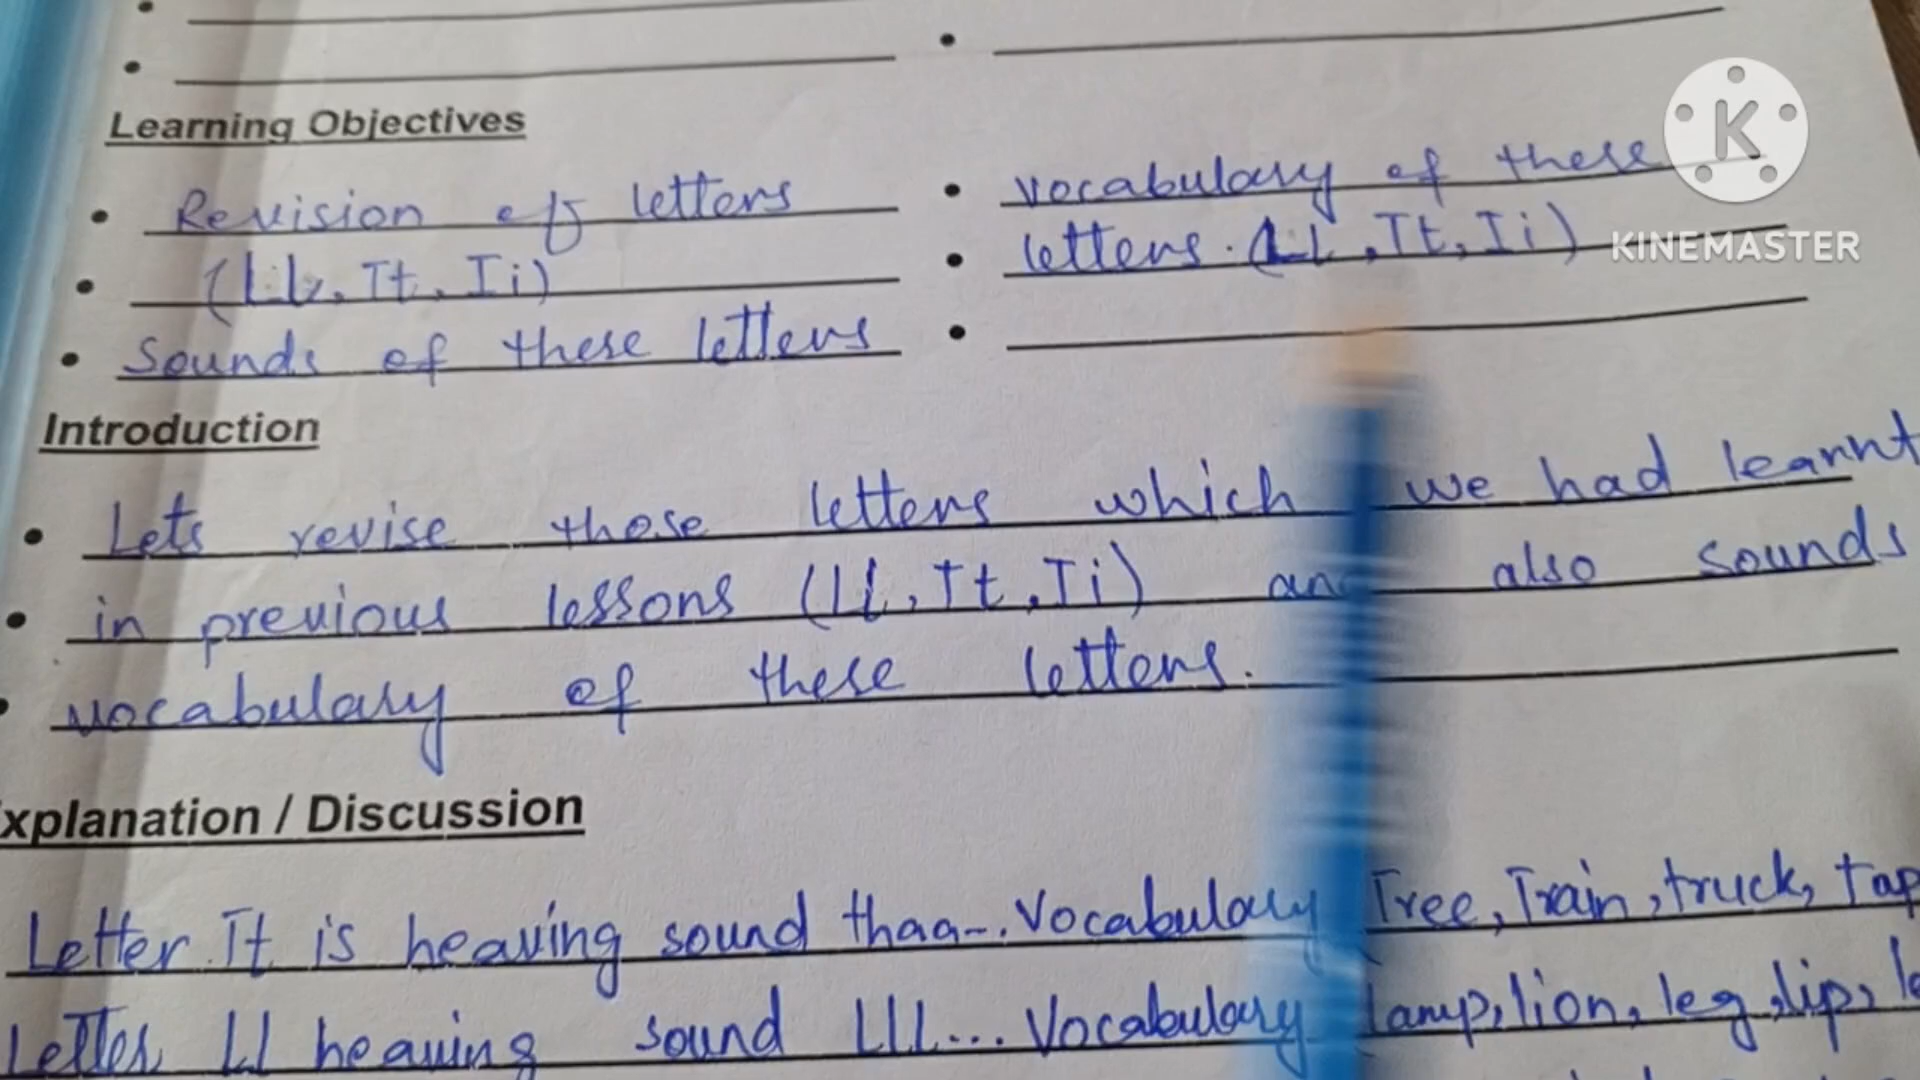 Learning Objectives
Revision of letters
(Ll, Tt, Ii)
Sounds of these letters
vocabulary of these
letters. (Ll, Tt, Ii)
KINEMASTER
Introduction
Lets revise those letters which we had learnt
in previous lessons (Ll, Tt, Ii) and also sounds
vocabulary of these letters.
xplanation / Discussion
Letter Tt is heaving sound thaa... Vocabulary Tree, Train, truck, tap
Letter Ll heaving sound LLL... Vocabulary lamp, lion, leg, lip,